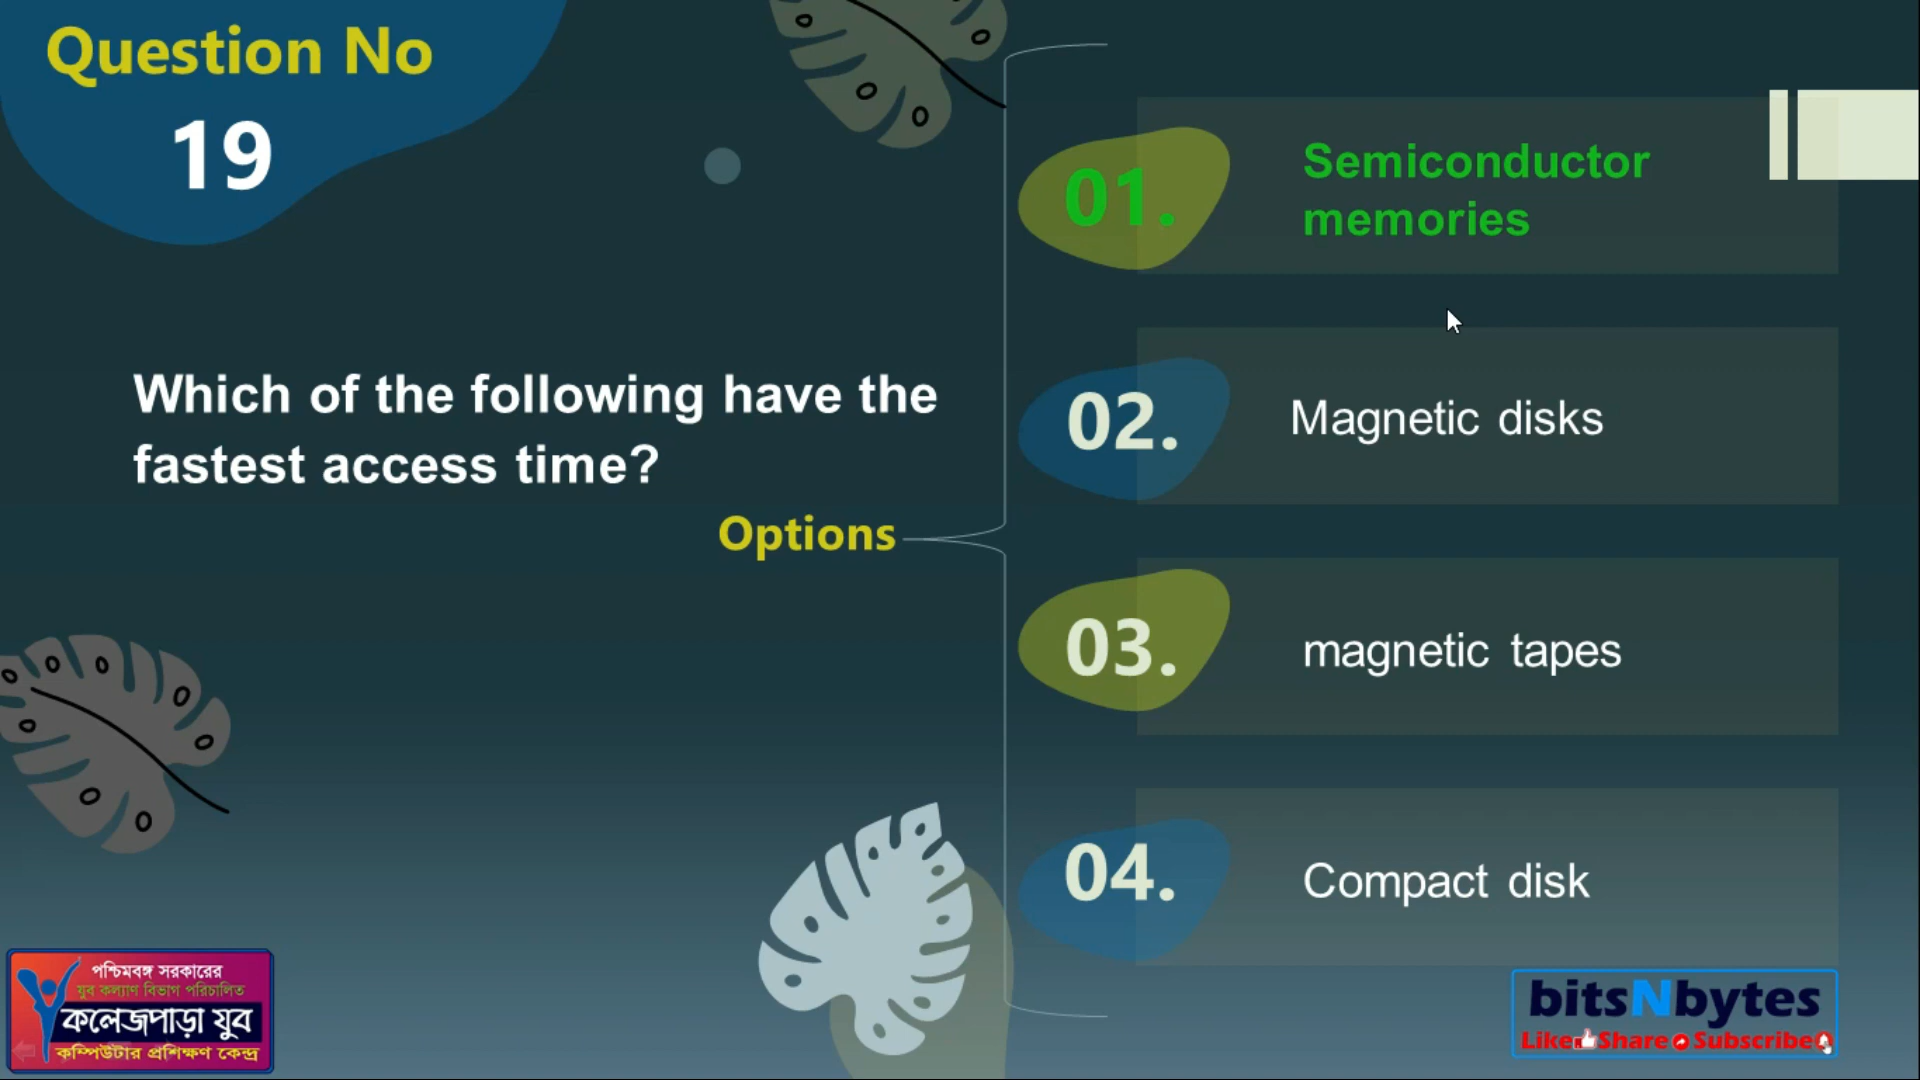 Question No
19
Which of the following have the
fastest access time?
Options
01.
Semiconductor
memories
02.
Magnetic disks
03.
magnetic tapes
04.
Compact disk
পশ্চিমবঙ্গ সরকারের
যুব কল্যাণ বিভাগ পরিচালিত
কলেজপাড়া যুব
কম্পিউটার প্রশিক্ষণ কেন্দ্র
bitsNbytes
Like Share Subscribe